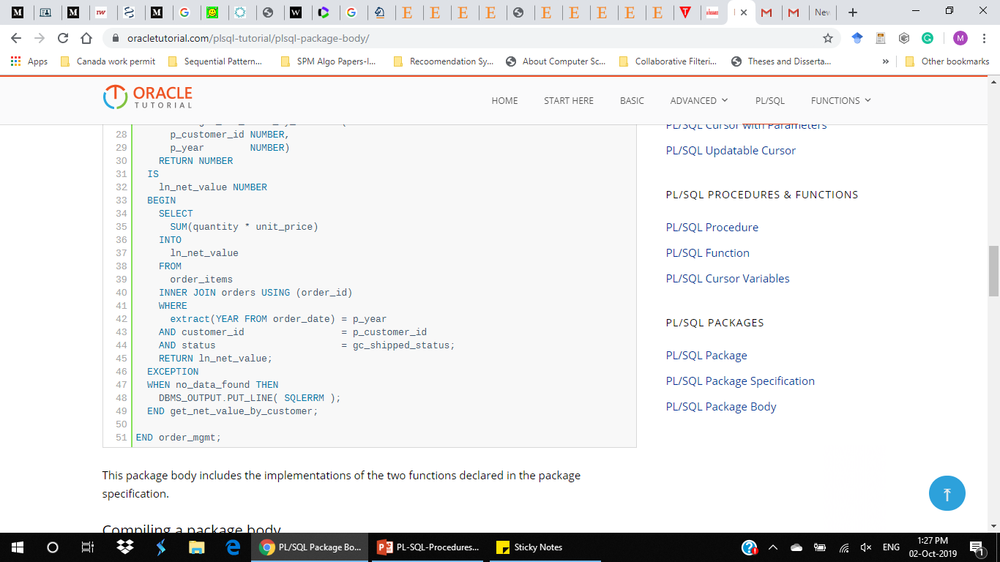 New
oracletutorial.com/plsql-tutorial/plsql-package-body/
M
Apps
Canada work permit
Sequential Pattern...
SPM Algo Papers-I...
Recoomendation Sy...
About Computer Sc...
Collaborative Filteri...
Theses and Disserta...
»
Other bookmarks
ORACLE
TUTORIAL
HOME
START HERE
BASIC
ADVANCED
PL/SQL
FUNCTIONS
28 p_customer_id NUMBER,
29 p_year NUMBER)
30 RETURN NUMBER
31 IS
32 ln_net_value NUMBER
33 BEGIN
34 SELECT
35 SUM(quantity * unit_price)
36 INTO
37 ln_net_value
38 FROM
39 order_items
40 INNER JOIN orders USING (order_id)
41 WHERE
42 extract(YEAR FROM order_date) = p_year
43 AND customer_id = p_customer_id
44 AND status = gc_shipped_status;
45 RETURN ln_net_value;
46 EXCEPTION
47 WHEN no_data_found THEN
48 DBMS_OUTPUT.PUT_LINE( SQLERRM );
49 END get_net_value_by_customer;
50
51 END order_mgmt;
This package body includes the implementations of the two functions declared in the package
specification.
Compiling a package body
PL/SQL Cursor with Parameters
PL/SQL Updatable Cursor
PL/SQL PROCEDURES & FUNCTIONS
PL/SQL Procedure
PL/SQL Function
PL/SQL Cursor Variables
PL/SQL PACKAGES
PL/SQL Package
PL/SQL Package Specification
PL/SQL Package Body
PL/SQL Package Bo...
PL-SQL-Procedures...
Sticky Notes
ENG
1:27 PM
02-Oct-2019
1